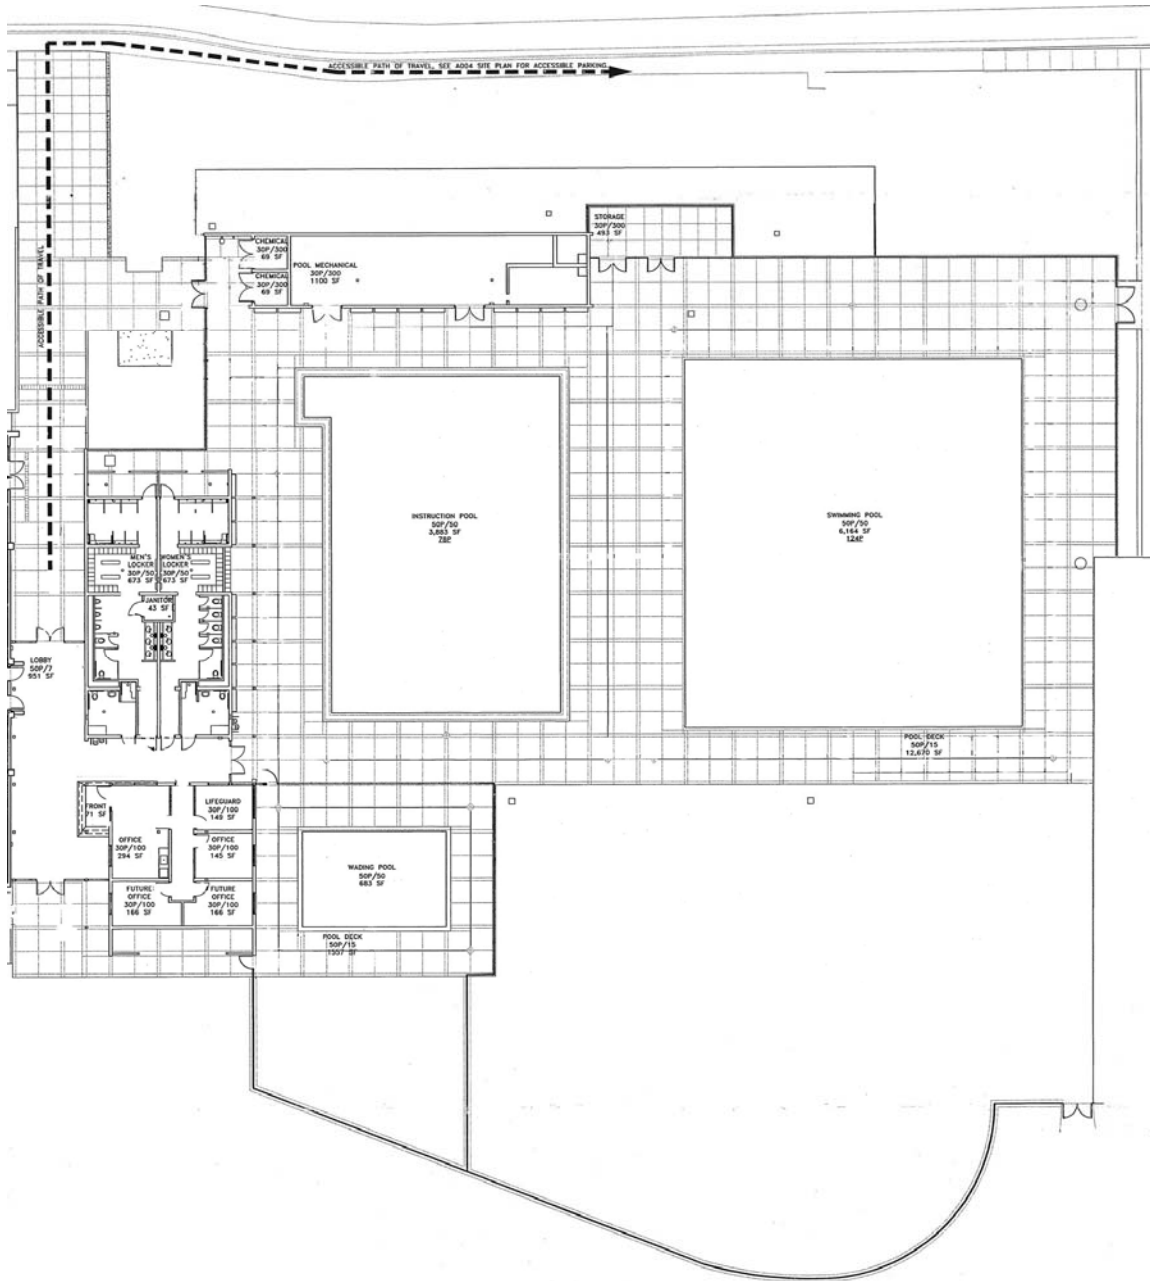 ACCESSIBLE PATH OF TRAVEL, SEE A004 SITE PLAN FOR ACCESSIBLE PARKING
ACCESSIBLE PATH OF TRAVEL
STORAGE
30P/300
493 SF
CHEMICAL
30P/300
69 SF
CHEMICAL
30P/300
69 SF
POOL MECHANICAL
30P/300
1100 SF
INSTRUCTION POOL
50P/50
3,883 SF
78P
SWIMMING POOL
50P/50
6,164 SF
124P
MEN'S
LOCKER
30P/50
673 SF
WOMEN'S
LOCKER
30P/50
673 SF
JANITOR
43 SF
LOBBY
50P/7
951 SF
POOL DECK
50P/15
12,670 SF
FRONT
71 SF
LIFEGUARD
30P/100
149 SF
OFFICE
30P/100
294 SF
OFFICE
30P/100
145 SF
WADING POOL
50P/50
683 SF
FUTURE
OFFICE
30P/100
166 SF
FUTURE
OFFICE
30P/100
166 SF
POOL DECK
50P/15
1357 SF